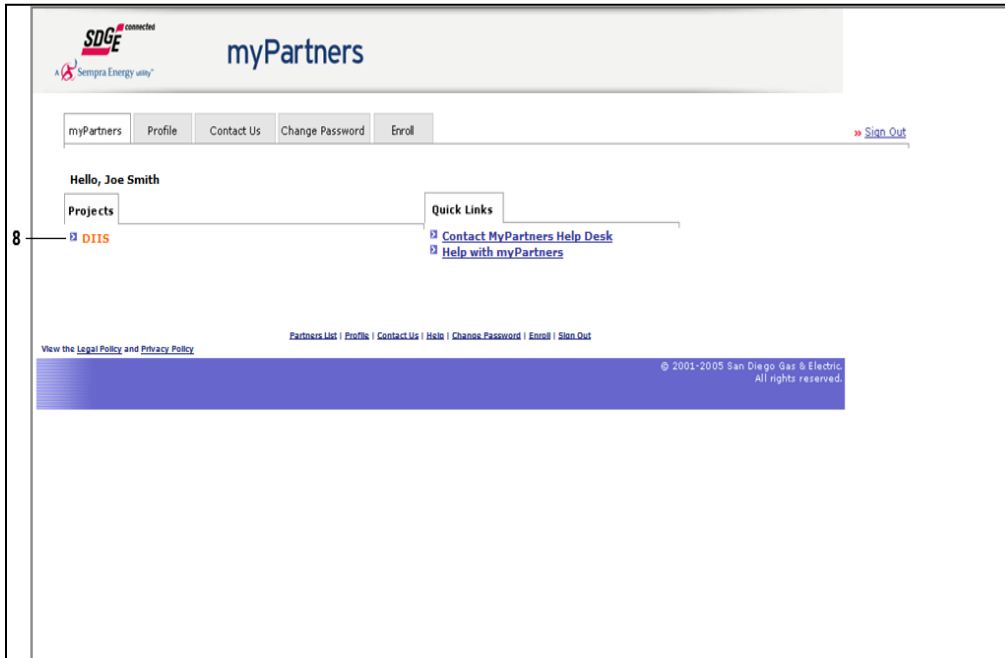 SDGE connected
A Sempra Energy utility®
myPartners
myPartners Profile Contact Us Change Password Enroll
» Sign Out
Hello, Joe Smith
Projects
Quick Links
8
DIIS
Contact MyPartners Help Desk
Help with myPartners
Partners List | Profile | Contact Us | Help | Change Password | Enroll | Sign Out
View the Legal Policy and Privacy Policy
© 2001-2005 San Diego Gas & Electric.
All rights reserved.